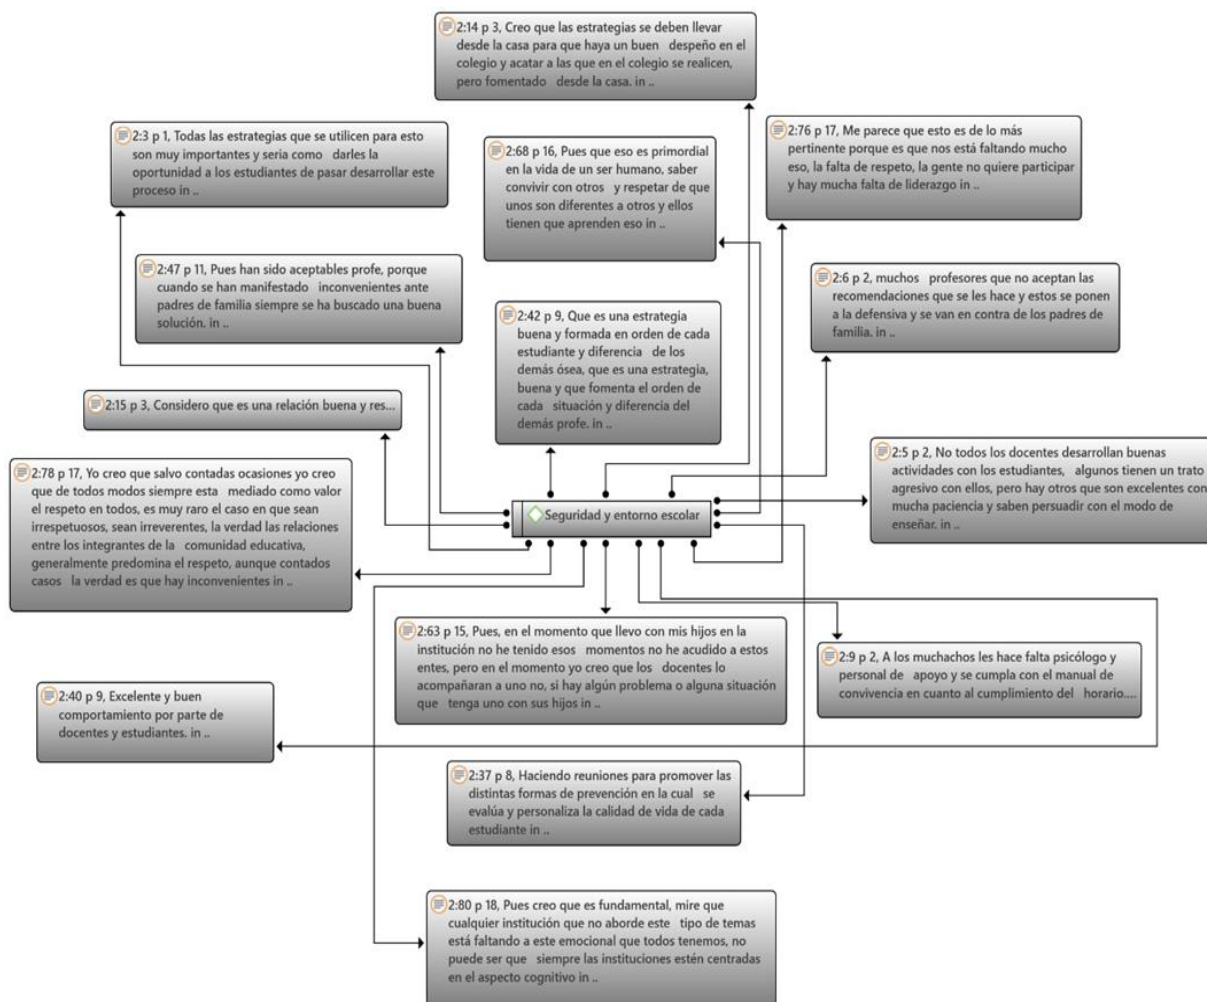 2:14 p 3, Creo que las estrategias se deben llevar
desde la casa para que haya un buen despeño en el
colegio y acatar a las que en el colegio se realicen,
pero fomentado desde la casa. in ..
2:3 p 1, Todas las estrategias que se utilicen para esto
son muy importantes y seria como darles la
oportunidad a los estudiantes de pasar desarrollar este
proceso in ..
2:68 p 16, Pues que eso es primordial
en la vida de un ser humano, saber
convivir con otros y respetar de que
unos son diferentes a otros y ellos
tienen que aprenden eso in ..
2:76 p 17, Me parece que esto es de lo más
pertinente porque es que nos está faltando mucho
eso, la falta de respeto, la gente no quiere participar
y hay mucha falta de liderazgo in ..
2:47 p 11, Pues han sido aceptables profe, porque
cuando se han manifestado inconvenientes ante
padres de familia siempre se ha buscado una buena
solución. in ..
2:42 p 9, Que es una estrategia
buena y formada en orden de cada
estudiante y diferencia de los
demás ósea, que es una estrategia,
buena y que fomenta el orden de
cada situación y diferencia del
demás profe. in ..
2:6 p 2, muchos profesores que no aceptan las
recomendaciones que se les hace y estos se ponen
a la defensiva y se van en contra de los padres de
familia. in ..
2:15 p 3, Considero que es una relación buena y res...
2:5 p 2, No todos los docentes desarrollan buenas
actividades con los estudiantes, algunos tienen un trato
agresivo con ellos, pero hay otros que son excelentes con
mucha paciencia y saben persuadir con el modo de
enseñar. in ..
2:78 p 17, Yo creo que salvo contadas ocasiones yo creo
que de todos modos siempre esta mediado como valor
el respeto en todos, es muy raro el caso en que sean
irrespetuosos, sean irreverentes, la verdad las relaciones
entre los integrantes de la comunidad educativa,
generalmente predomina el respeto, aunque contados
casos la verdad es que hay inconvenientes in ..
Seguridad y entorno escolar
2:63 p 15, Pues, en el momento que llevo con mis hijos en la
institución no he tenido esos momentos no he acudido a estos
entes, pero en el momento yo creo que los docentes lo
acompañaran a uno no, si hay algún problema o alguna situación
que tenga uno con sus hijos in ..
2:9 p 2, A los muchachos les hace falta psicólogo y
personal de apoyo y se cumpla con el manual de
convivencia en cuanto al cumplimiento del horario....
2:40 p 9, Excelente y buen
comportamiento por parte de
docentes y estudiantes. in ..
2:37 p 8, Haciendo reuniones para promover las
distintas formas de prevención en la cual se
evalúa y personaliza la calidad de vida de cada
estudiante in ..
2:80 p 18, Pues creo que es fundamental, mire que
cualquier institución que no aborde este tipo de temas
está faltando a este emocional que todos tenemos, no
puede ser que siempre las instituciones estén centradas
en el aspecto cognitivo in ..